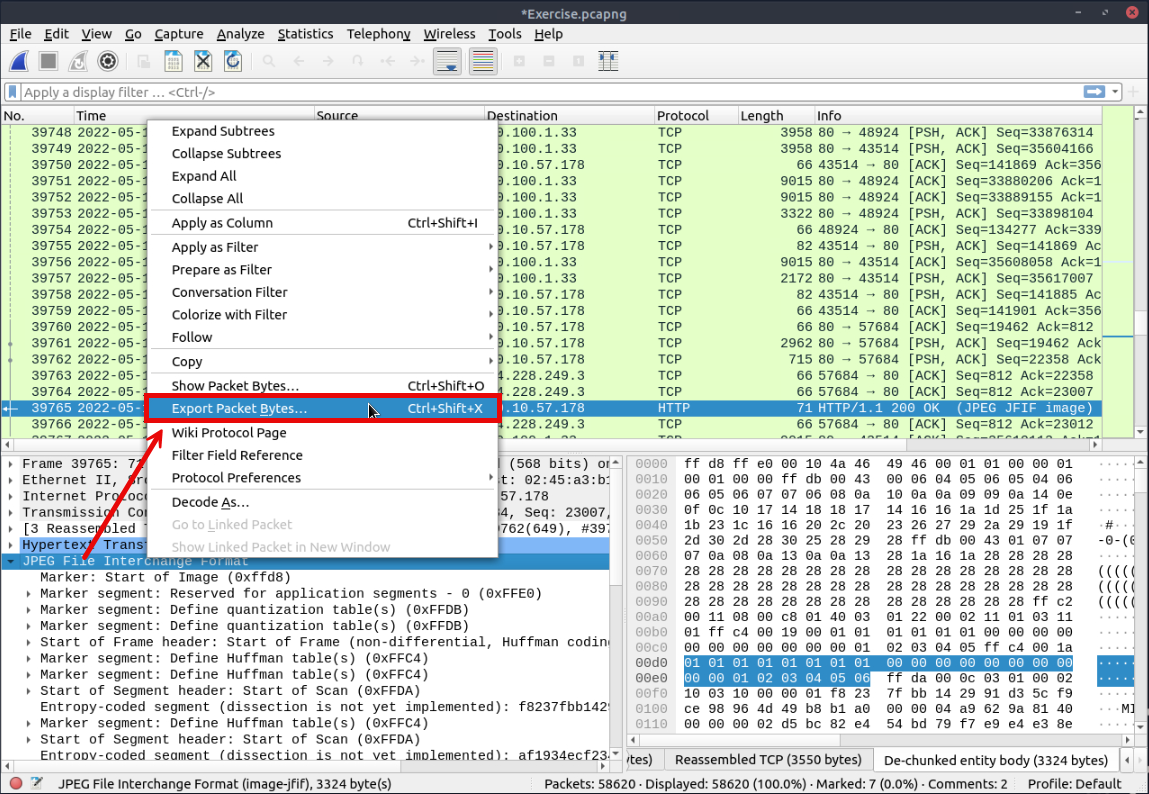 *Exercise.pcapng
File Edit View Go Capture Analyze Statistics Telephony Wireless Tools Help
Apply a display filter … <Ctrl-/>
No. Time Source Destination Protocol Length Info
39748 2022-05-1 0.100.1.33 TCP 3958 80 → 48924 [PSH, ACK] Seq=33876314
39749 2022-05-1 0.100.1.33 TCP 3958 80 → 43514 [PSH, ACK] Seq=35604166
39750 2022-05-1 0.10.57.178 TCP 66 43514 → 80 [ACK] Seq=141869 Ack=356
39751 2022-05-1 0.100.1.33 TCP 9015 80 → 48924 [ACK] Seq=33880206 Ack=1
39752 2022-05-1 0.100.1.33 TCP 9015 80 → 48924 [ACK] Seq=33889155 Ack=1
39753 2022-05-1 0.100.1.33 TCP 3322 80 → 48924 [PSH, ACK] Seq=33898104
39754 2022-05-1 0.10.57.178 TCP 66 48924 → 80 [ACK] Seq=134277 Ack=339
39755 2022-05-1 0.10.57.178 TCP 82 43514 → 80 [PSH, ACK] Seq=141869 Ac
39756 2022-05-1 0.100.1.33 TCP 9015 80 → 43514 [ACK] Seq=35608058 Ack=1
39757 2022-05-1 0.100.1.33 TCP 2172 80 → 43514 [PSH, ACK] Seq=35617007
39758 2022-05-1 0.10.57.178 TCP 82 43514 → 80 [PSH, ACK] Seq=141885 Ac
39759 2022-05-1 0.10.57.178 TCP 66 43514 → 80 [ACK] Seq=141901 Ack=356
39760 2022-05-1 0.10.57.178 TCP 66 80 → 57684 [ACK] Seq=19462 Ack=812
39761 2022-05-1 0.10.57.178 TCP 2962 80 → 57684 [PSH, ACK] Seq=19462 Ack
39762 2022-05-1 0.10.57.178 TCP 715 80 → 57684 [PSH, ACK] Seq=22358 Ack
39763 2022-05-1 4.228.249.3 TCP 66 57684 → 80 [ACK] Seq=812 Ack=22358
39764 2022-05-1 4.228.249.3 TCP 66 57684 → 80 [ACK] Seq=812 Ack=23007
39765 2022-05-1 0.10.57.178 HTTP 71 HTTP/1.1 200 OK (JPEG JFIF image)
39766 2022-05-1 4.228.249.3 TCP 66 57684 → 80 [ACK] Seq=812 Ack=23012
Expand Subtrees
Collapse Subtrees
Expand All
Collapse All
Apply as Column Ctrl+Shift+I
Apply as Filter
Prepare as Filter
Conversation Filter
Colorize with Filter
Follow
Copy
Show Packet Bytes… Ctrl+Shift+O
Export Packet Bytes… Ctrl+Shift+X
Wiki Protocol Page
Filter Field Reference
Protocol Preferences
Decode As…
Go to Linked Packet
Show Linked Packet in New Window
Frame 39765: 71 (568 bits) on
Ethernet II, Sr st: 02:45:a3:b1
Internet Protoc .57.178
Transmission Con 84, Seq: 23007,
[3 Reassembled T 9762(649), #397
Hypertext Transf
JPEG File Interchange Format
Marker: Start of Image (0xffd8)
Marker segment: Reserved for application segments - 0 (0xFFE0)
Marker segment: Define quantization table(s) (0xFFDB)
Marker segment: Define quantization table(s) (0xFFDB)
Start of Frame header: Start of Frame (non-differential, Huffman coding
Marker segment: Define Huffman table(s) (0xFFC4)
Marker segment: Define Huffman table(s) (0xFFC4)
Start of Segment header: Start of Scan (0xFFDA)
Entropy-coded segment (dissection is not yet implemented): f8237fbb1429
Marker segment: Define Huffman table(s) (0xFFC4)
Start of Segment header: Start of Scan (0xFFDA)
Entropy-coded segment (dissection is not yet implemented): af1934ecf23
0000 ff d8 ff e0 00 10 4a 46 49 46 00 01 01 00 00 01
0010 00 01 00 00 ff db 00 43 00 06 04 05 06 05 04 06
0020 06 05 06 07 07 06 08 0a 10 0a 0a 09 09 0a 14 0e
0030 0f 0c 10 17 14 18 18 17 14 16 16 1a 1d 25 1f 1a
0040 1b 23 1c 16 16 20 2c 20 23 26 27 29 2a 29 19 1f ·#·
0050 2d 30 2d 28 30 25 28 29 28 ff db 00 43 01 07 07 -0-(0
0060 07 0a 08 0a 13 0a 0a 13 28 1a 16 1a 28 28 28 28
0070 28 28 28 28 28 28 28 28 28 28 28 28 28 28 28 28 (((((
0080 28 28 28 28 28 28 28 28 28 28 28 28 28 28 28 28 (((((
0090 28 28 28 28 28 28 28 28 28 28 28 28 28 28 ff c2 (((((
00a0 00 11 08 00 c8 01 40 03 01 22 00 02 11 01 03 11
00b0 01 ff c4 00 19 00 01 01 01 01 01 01 00 00 00 00
00c0 00 00 00 00 00 00 00 01 02 03 04 05 ff c4 00 1a
00d0 01 01 01 01 01 01 01 01 00 00 00 00 00 00 00 00
00e0 00 00 01 02 03 04 05 06 ff da 00 0c 03 01 00 02
00f0 10 03 10 00 00 01 f8 23 7f bb 14 29 91 d3 5c f9
0100 ce 98 96 4d 49 b8 b1 a0 00 00 04 a9 62 9a 81 40 ···MI
0110 00 00 00 02 d5 bc 82 e4 54 bd 79 f7 e9 e4 e3 8e
ytes) Reassembled TCP (3550 bytes) De-chunked entity body (3324 bytes)
JPEG File Interchange Format (image-jfif), 3324 byte(s) Packets: 58620 · Displayed: 58620 (100.0%) · Marked: 7 (0.0%) · Comments: 2 Profile: Default